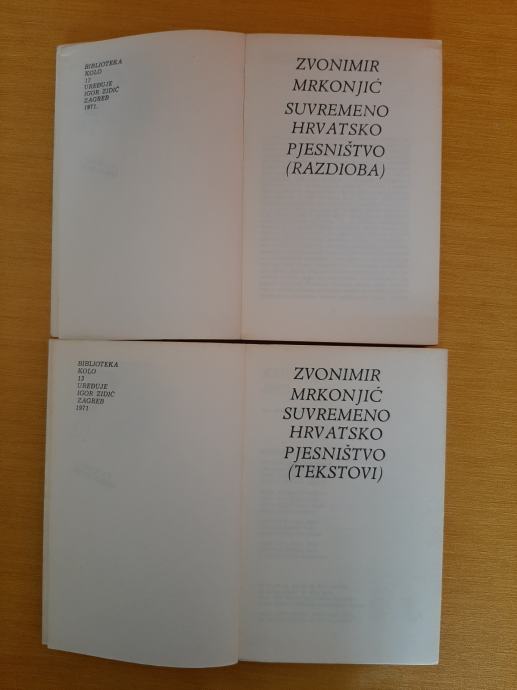 BIBLIOTEKA
KOLO
17
UREĐUJE
IGOR ZIDIĆ
ZAGREB
1971.
ZVONIMIR
MRKONJIĆ
SUVREMENO
HRVATSKO
PJESNIŠTVO
(RAZDIOBA)
BIBLIOTEKA
KOLO
13
UREĐUJE
IGOR ZIDIĆ
ZAGREB
1971
ZVONIMIR
MRKONJIĆ
SUVREMENO
HRVATSKO
PJESNIŠTVO
(TEKSTOVI)